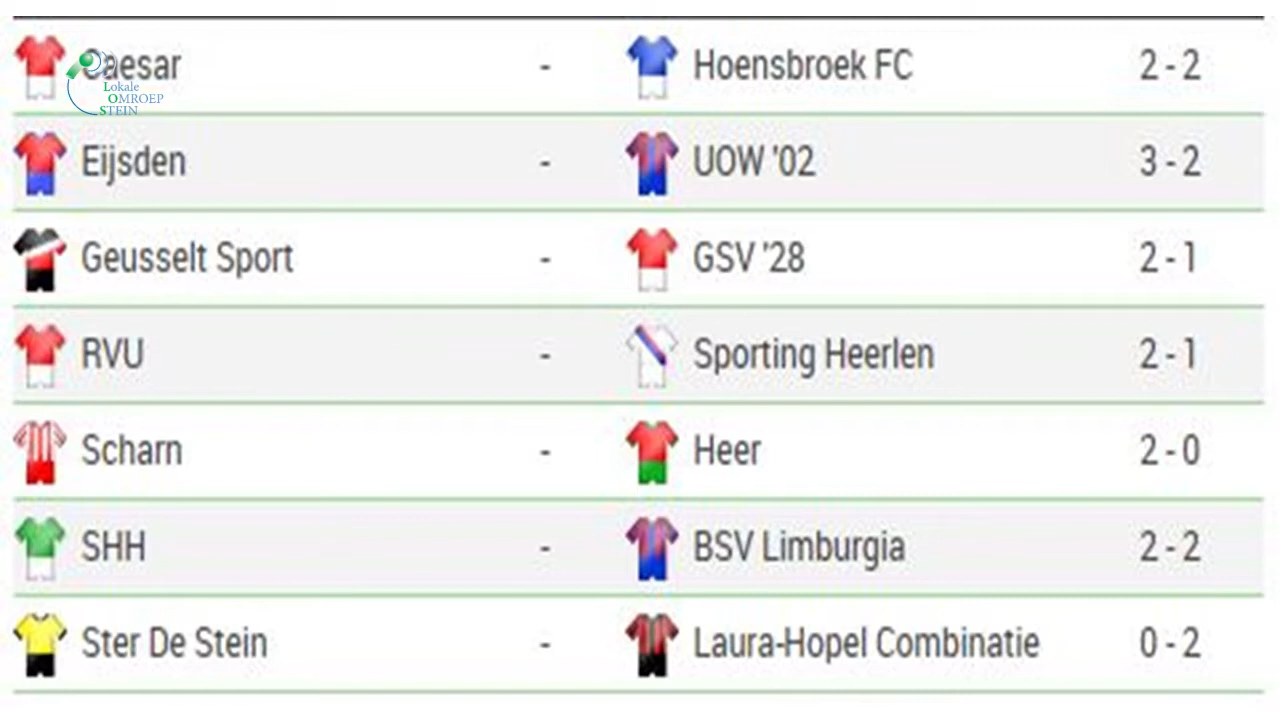 Caesar - Hoensbroek FC 2 - 2
Lokale
OMROEP
STEIN
Eijsden - UOW '02 3 - 2
Geusselt Sport - GSV '28 2 - 1
RVU - Sporting Heerlen 2 - 1
Scharn - Heer 2 - 0
SHH - BSV Limburgia 2 - 2
Ster De Stein - Laura-Hopel Combinatie 0 - 2